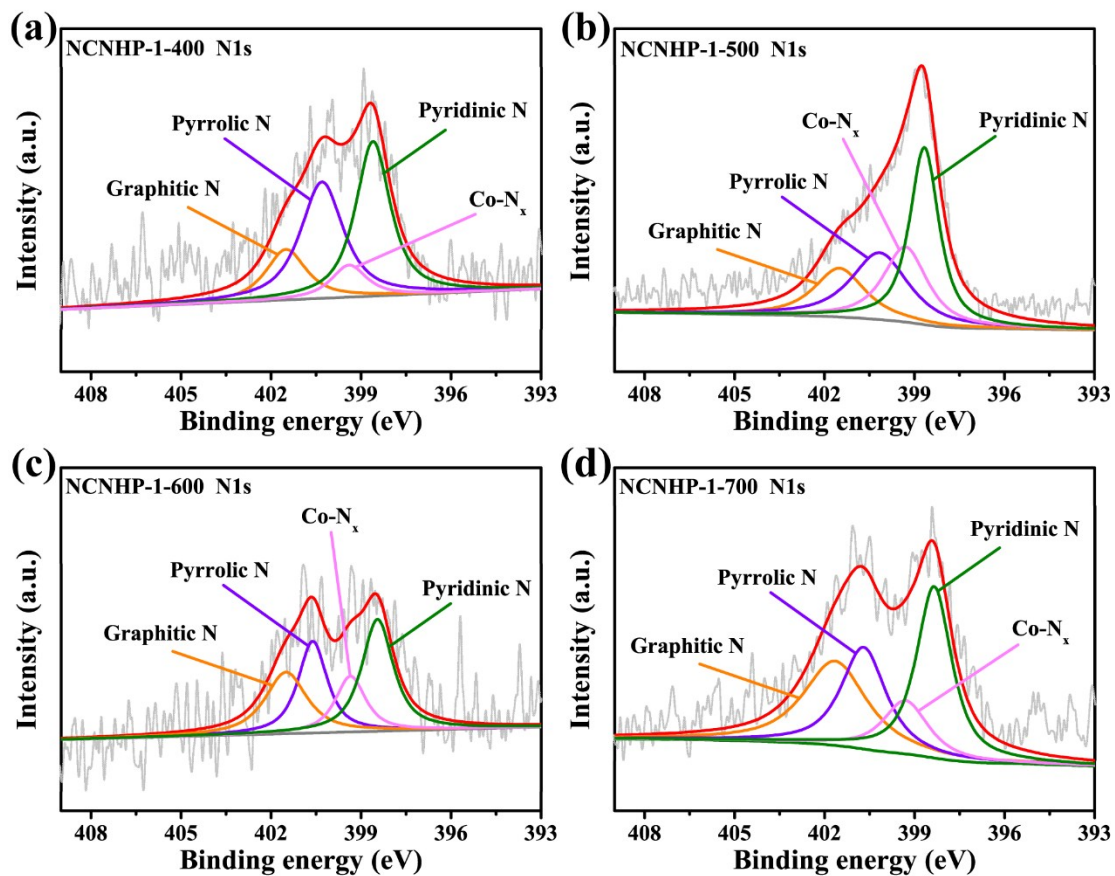 (a)
NCNHP-1-400 N1s
Pyrrolic N
Pyridinic N
Graphitic N
Co-Nx
Intensity (a.u.)
408 405 402 399 396 393
Binding energy (eV)
(b)
NCNHP-1-500 N1s
Co-Nx
Pyridinic N
Pyrrolic N
Graphitic N
Intensity (a.u.)
408 405 402 399 396 393
Binding energy (eV)
(c)
NCNHP-1-600 N1s
Co-Nx
Pyrrolic N
Pyridinic N
Graphitic N
Intensity (a.u.)
408 405 402 399 396 393
Binding energy (eV)
(d)
NCNHP-1-700 N1s
Pyridinic N
Pyrrolic N
Graphitic N
Co-Nx
Intensity (a.u.)
408 405 402 399 396 393
Binding energy (eV)